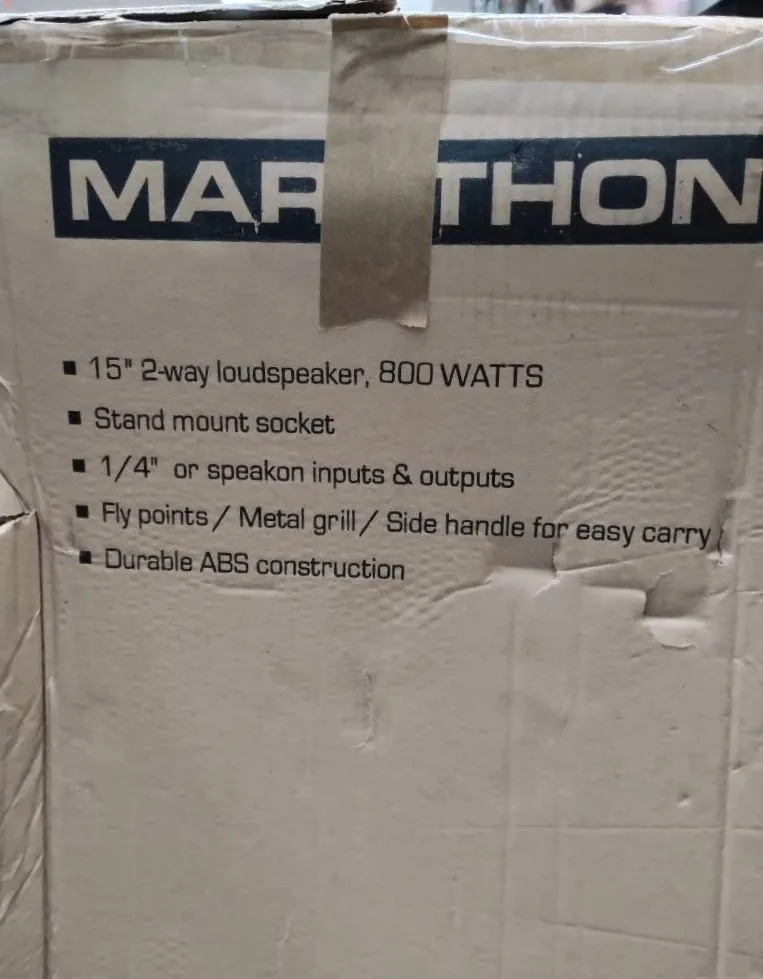 MAR THON
▪ 15" 2-way loudspeaker, 800 WATTS
▪ Stand mount socket
▪ 1/4" or speakon inputs & outputs
▪ Fly points / Metal grill / Side handle for easy carry
▪ Durable ABS construction